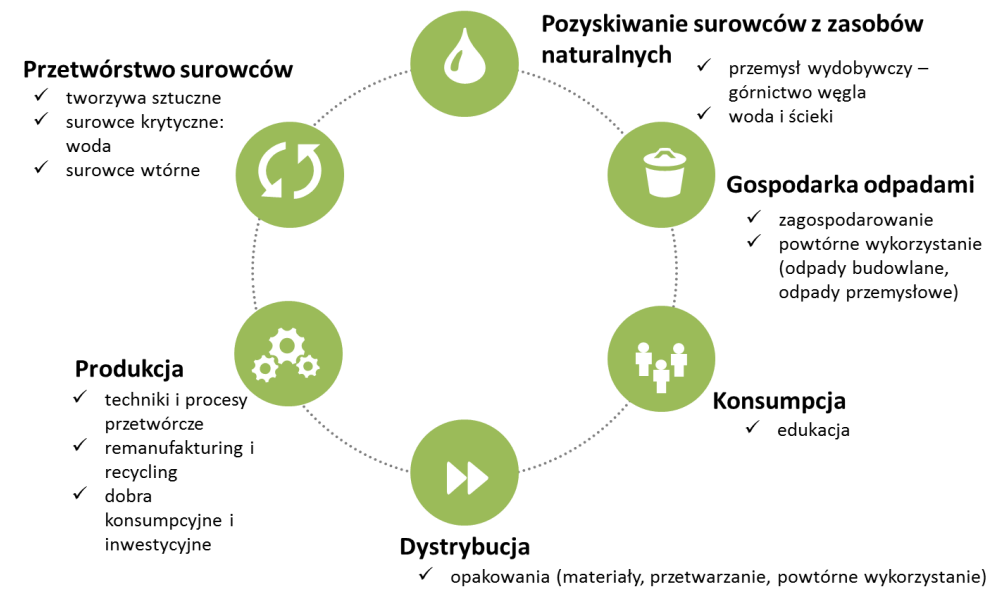 Pozyskiwanie surowców z zasobów
naturalnych
✓ przemysł wydobywczy –
górnictwo węgla
✓ woda i ścieki
Przetwórstwo surowców
✓ tworzywa sztuczne
✓ surowce krytyczne:
woda
✓ surowce wtórne
Gospodarka odpadami
✓ zagospodarowanie
✓ powtórne wykorzystanie
(odpady budowlane,
odpady przemysłowe)
Produkcja
✓ techniki i procesy
przetwórcze
✓ remanufakturing i
recycling
✓ dobra
konsumpcyjne i
inwestycyjne
Konsumpcja
✓ edukacja
Dystrybucja
✓ opakowania (materiały, przetwarzanie, powtórne wykorzystanie)